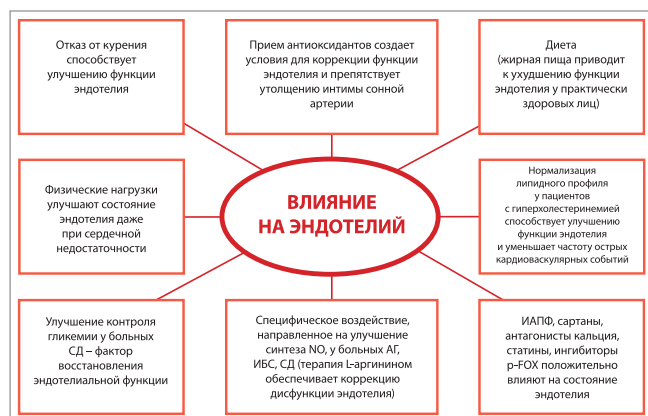 Отказ от курения
способствует
улучшению функции
эндотелия
Прием антиоксидантов создает
условия для коррекции функции
эндотелия и препятствует
утолщению интимы сонной
артерии
Диета
(жирная пища приводит
к ухудшению функции
эндотелия у практически
здоровых лиц)
Физические нагрузки
улучшают состояние
эндотелия даже
при сердечной
недостаточности
ВЛИЯНИЕ
НА ЭНДОТЕЛИЙ
Нормализация
липидного профиля
у пациентов
с гиперхолестеринемией
способствует улучшению
функции эндотелия
и уменьшает частоту острых
кардиоваскулярных событий
Улучшение контроля
гликемии у больных
СД – фактор
восстановления
эндотелиальной функции
Специфическое воздействие,
направленное на улучшение
синтеза NO, у больных АГ,
ИБС, СД (терапия L-аргинином
обеспечивает коррекцию
дисфункции эндотелия)
ИАПФ, сартаны,
антагонисты кальция,
статины, ингибиторы
p-FOX положительно
влияют на состояние
эндотелия